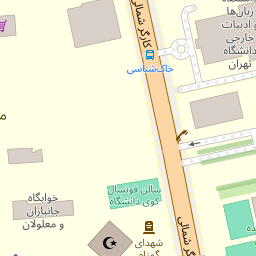 کارگر شمالی
زبان‌ها
و ادبیات
خارجی
دانشگاه
تهران
خاک‌شناسی
سالن فوتسال
کوی دانشگاه
خوابگاه
جانبازان
و معلولان
شهدای
گمنام
گر شمالی